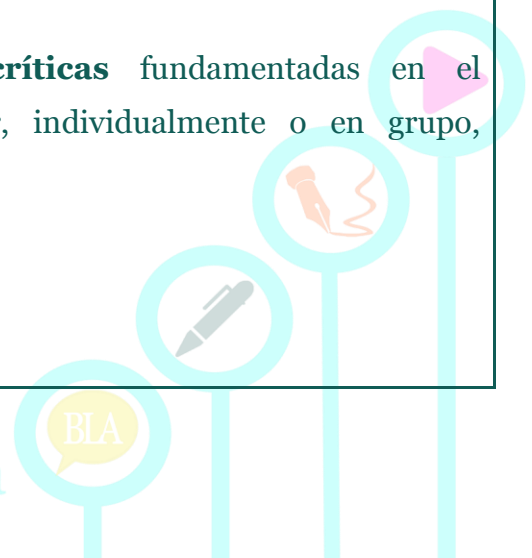 críticas fundamentadas en el
, individualmente o en grupo,
BLA